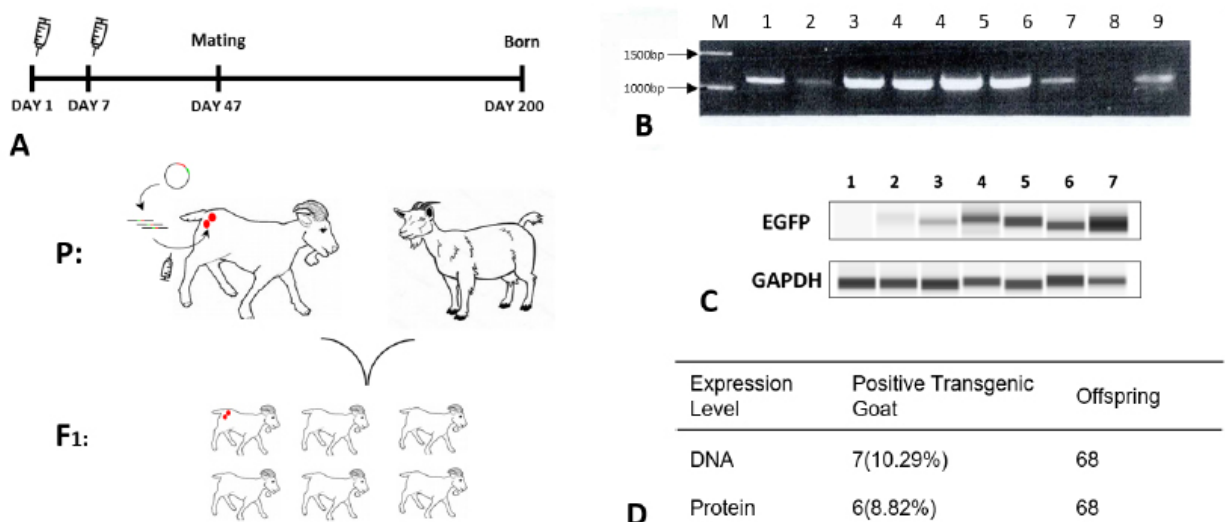 Mating
Born
DAY 1
DAY 7
DAY 47
DAY 200
A
M 1 2 3 4 4 5 6 7 8 9
1500bp
1000bp
B
P:
F1:
1 2 3 4 5 6 7
EGFP
GAPDH
C
Expression Level
Positive Transgenic Goat
Offspring
DNA 7(10.29%) 68
Protein 6(8.82%) 68
D